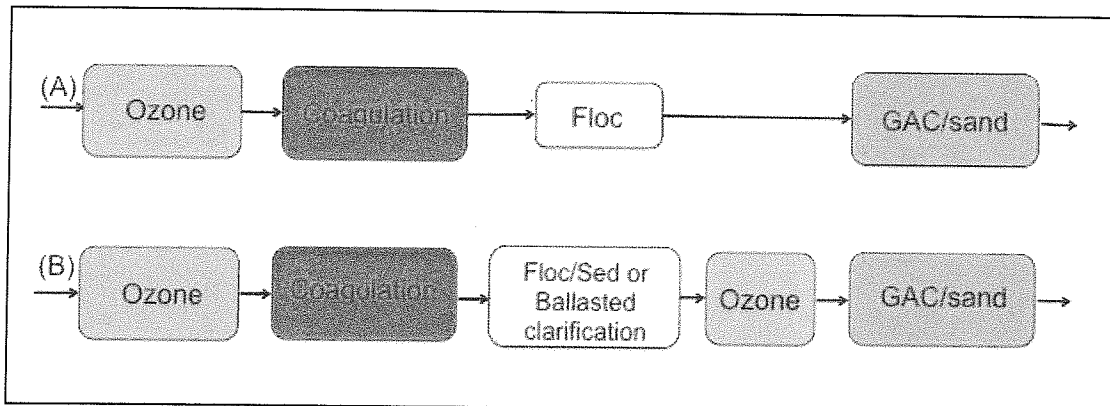 (A)
Ozone
Coagulation
Floc
GAC/sand
(B)
Ozone
Coagulation
Floc/Sed or
Ballasted
clarification
Ozone
GAC/sand